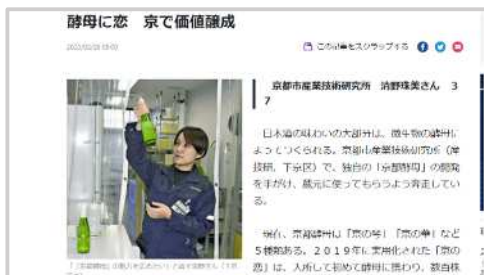 酵母に恋　京で価値醸成
この記事をスクラップする
京都市産業技術研究所　清野珠美さん　3
7
日本酒の味わいの大部分は、微生物の酵母に
よってつくられる。京都市産業技術研究所（産
技研、下京区）で、独自の「京都酵母」の開発
を手がけ、蔵元に使ってもらうよう奔走してい
る。
現在、京都酵母は「京の琴」「京の華」など
5種類ある。2019年に実用化された「京の
恋」は、入所して初めて酵母に携わり、数百株